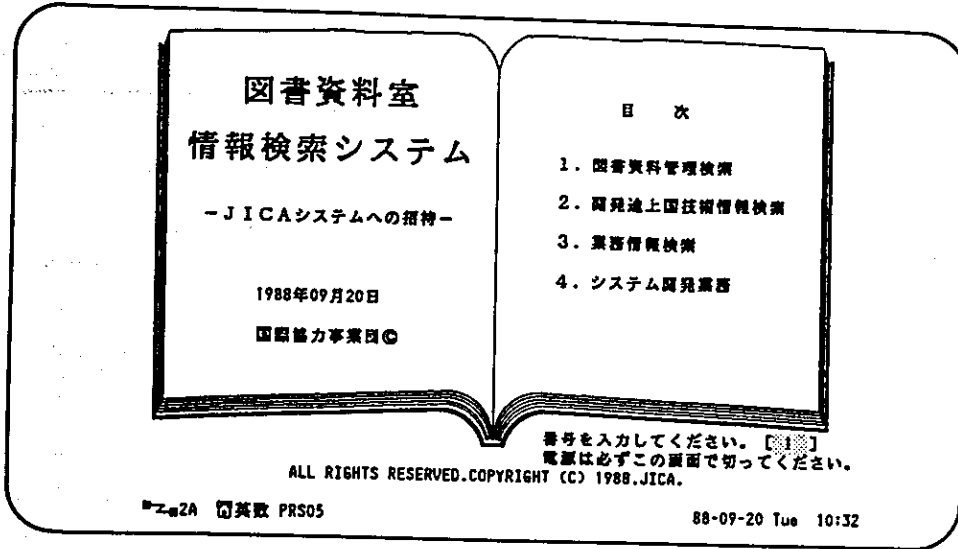 図書資料室
情報検索システム
－JICAシステムへの招待－
1988年09月20日
国際協力事業団©
目 次
1．図書資料管理検索
2．開発途上国技術情報検索
3．業務情報検索
4．システム開発業務
番号を入力してください。［1］
電源は必ずこの画面で切ってください。
ALL RIGHTS RESERVED.COPYRIGHT (C) 1988.JICA.
2A 英数 PRS05
88-09-20 Tue 10:32